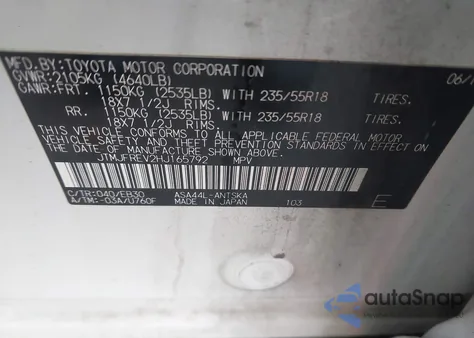 MFD.BY:TOYOTA MOTOR CORPORATION 06/
GVWR:2105KG (4640LB)
GAWR:FRT. 1150KG (2535LB) WITH 235/55R18 TIRES.
18X7 1/2J RIMS.
RR. 1150KG (2535LB) WITH 235/55R18 TIRES.
18X7 1/2J RIMS.
THIS VEHICLE CONFORMS TO ALL APPLICABLE FEDERAL MOTOR
VEHICLE SAFETY AND THEFT PREVENTION STANDARDS IN EFFECT ON
THE DATE OF MANUFACTURE SHOWN ABOVE.
JTMJFREV2HJ165792 MPV
C/TR:040/EB30 ASA44L-ANTSKA
A/TM:-03A/U760F MADE IN JAPAN 103 E
autoSnap